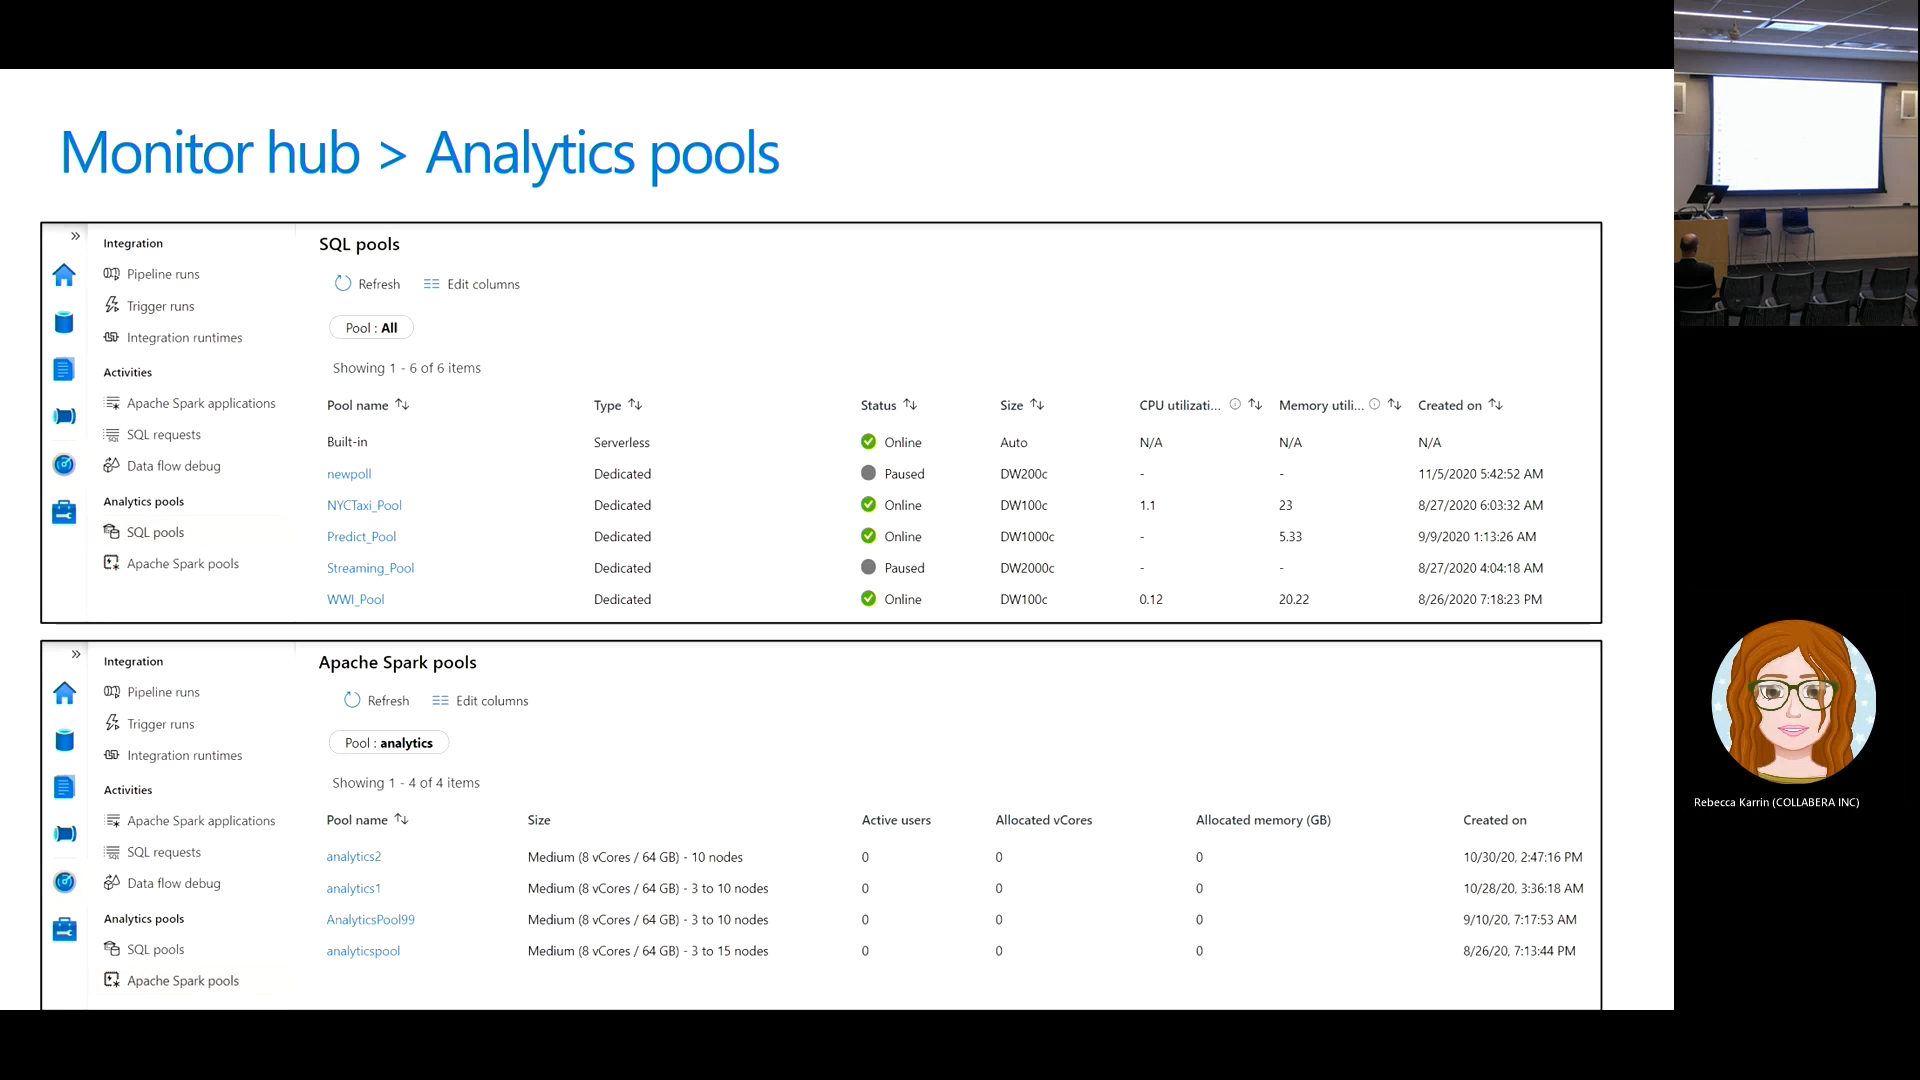 Monitor hub > Analytics pools
Integration
Pipeline runs
Trigger runs
Integration runtimes
Activities
Apache Spark applications
SQL requests
Data flow debug
Analytics pools
SQL pools
Apache Spark pools
SQL pools
Refresh Edit columns
Pool : All
Showing 1 - 6 of 6 items
Pool name Type Status Size CPU utilizati... Memory utili... Created on
Built-in Serverless Online Auto N/A N/A N/A
newpoll Dedicated Paused DW200c - - 11/5/2020 5:42:52 AM
NYCTaxi_Pool Dedicated Online DW100c 1.1 23 8/27/2020 6:03:32 AM
Predict_Pool Dedicated Online DW1000c - 5.33 9/9/2020 1:13:26 AM
Streaming_Pool Dedicated Paused DW2000c - - 8/27/2020 4:04:18 AM
WWI_Pool Dedicated Online DW100c 0.12 20.22 8/26/2020 7:18:23 PM
Integration
Pipeline runs
Trigger runs
Integration runtimes
Activities
Apache Spark applications
SQL requests
Data flow debug
Analytics pools
SQL pools
Apache Spark pools
Apache Spark pools
Refresh Edit columns
Pool : analytics
Showing 1 - 4 of 4 items
Pool name Size Active users Allocated vCores Allocated memory (GB) Created on
analytics2 Medium (8 vCores / 64 GB) - 10 nodes 0 0 0 10/30/20, 2:47:16 PM
analytics1 Medium (8 vCores / 64 GB) - 3 to 10 nodes 0 0 0 10/28/20, 3:36:18 AM
AnalyticsPool99 Medium (8 vCores / 64 GB) - 3 to 10 nodes 0 0 0 9/10/20, 7:17:53 AM
analyticspool Medium (8 vCores / 64 GB) - 3 to 15 nodes 0 0 0 8/26/20, 7:13:44 PM
Rebecca Karrin (COLLABERA INC)